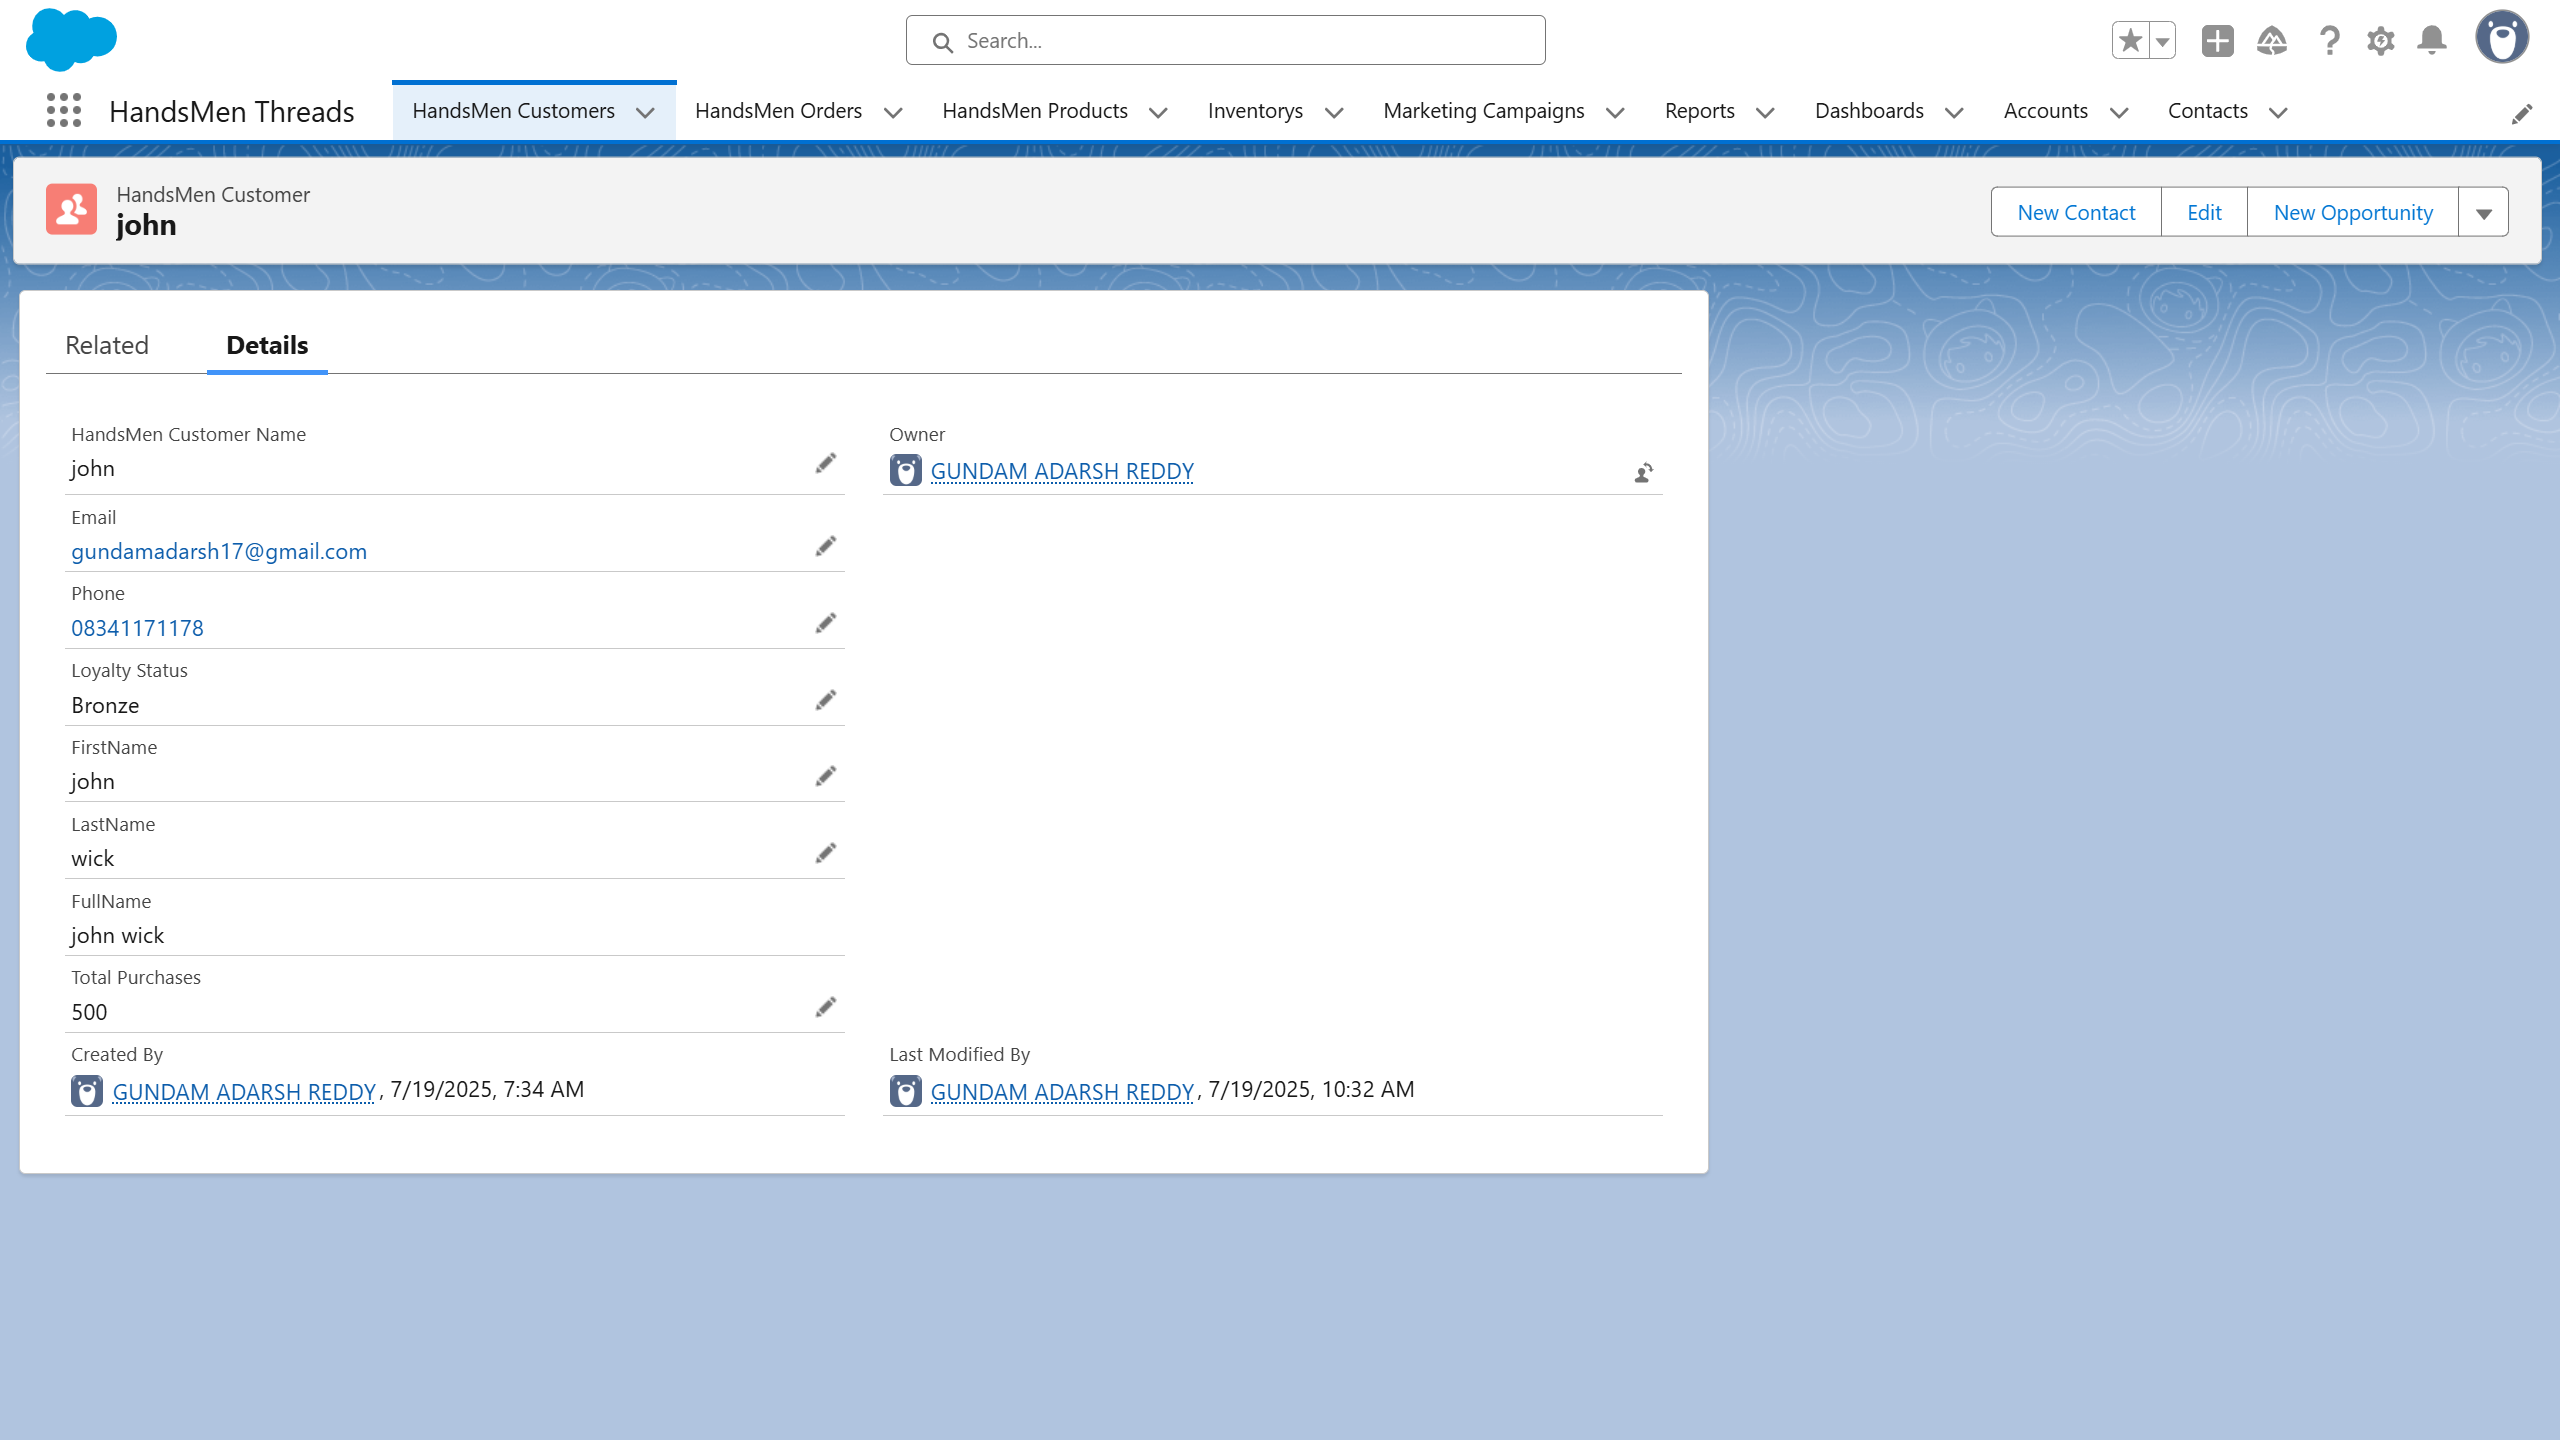 Search...
HandsMen Threads
HandsMen Customers
HandsMen Orders
HandsMen Products
Inventorys
Marketing Campaigns
Reports
Dashboards
Accounts
Contacts
HandsMen Customer
john
New Contact
Edit
New Opportunity
Related
Details
HandsMen Customer Name
john
Owner
GUNDAM ADARSH REDDY
Email
gundamadarsh17@gmail.com
Phone
08341171178
Loyalty Status
Bronze
FirstName
john
LastName
wick
FullName
john wick
Total Purchases
500
Created By
GUNDAM ADARSH REDDY, 7/19/2025, 7:34 AM
Last Modified By
GUNDAM ADARSH REDDY, 7/19/2025, 10:32 AM